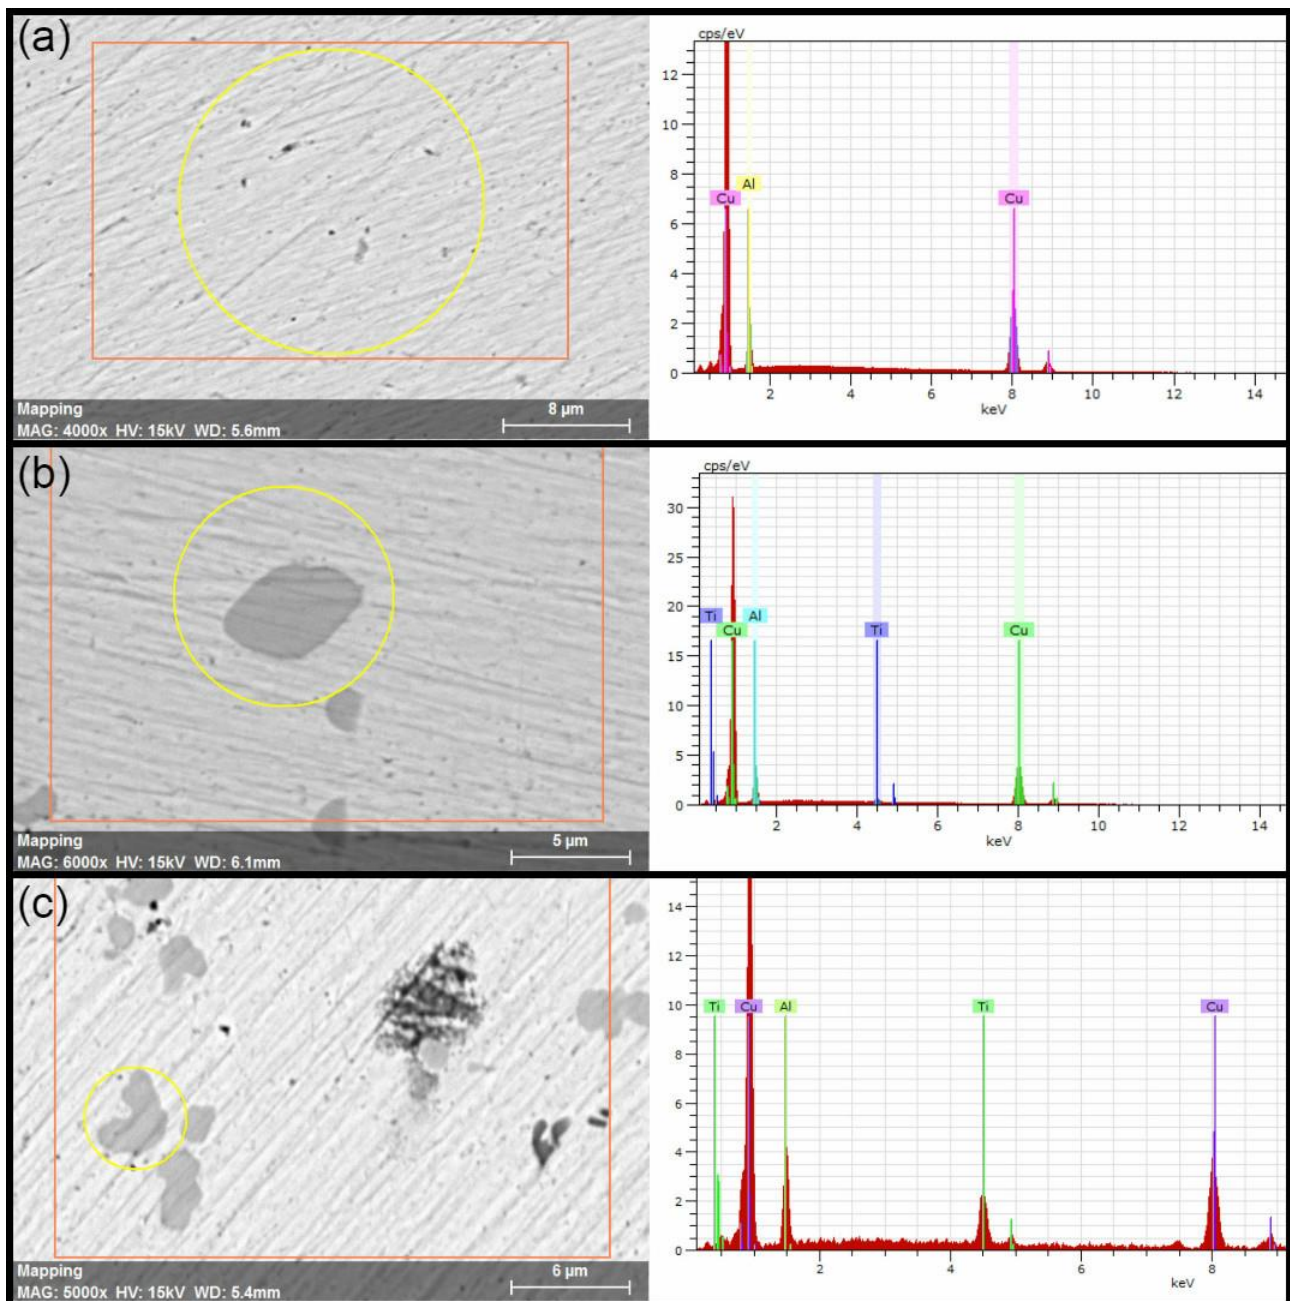 (a)
Mapping
MAG: 4000x HV: 15kV WD: 5.6mm
8 µm
cps/eV
12
10
8
6
4
2
0
Cu
Al
Cu
2 4 6 8 10 12 14
keV
(b)
Mapping
MAG: 6000x HV: 15kV WD: 6.1mm
5 µm
cps/eV
30
25
20
15
10
5
0
Ti Al
Cu
Ti
Cu
2 4 6 8 10 12 14
keV
(c)
Mapping
MAG: 5000x HV: 15kV WD: 5.4mm
6 µm
14
12
10
8
6
4
2
0
Ti Cu Al Ti Cu
2 4 6 8
keV